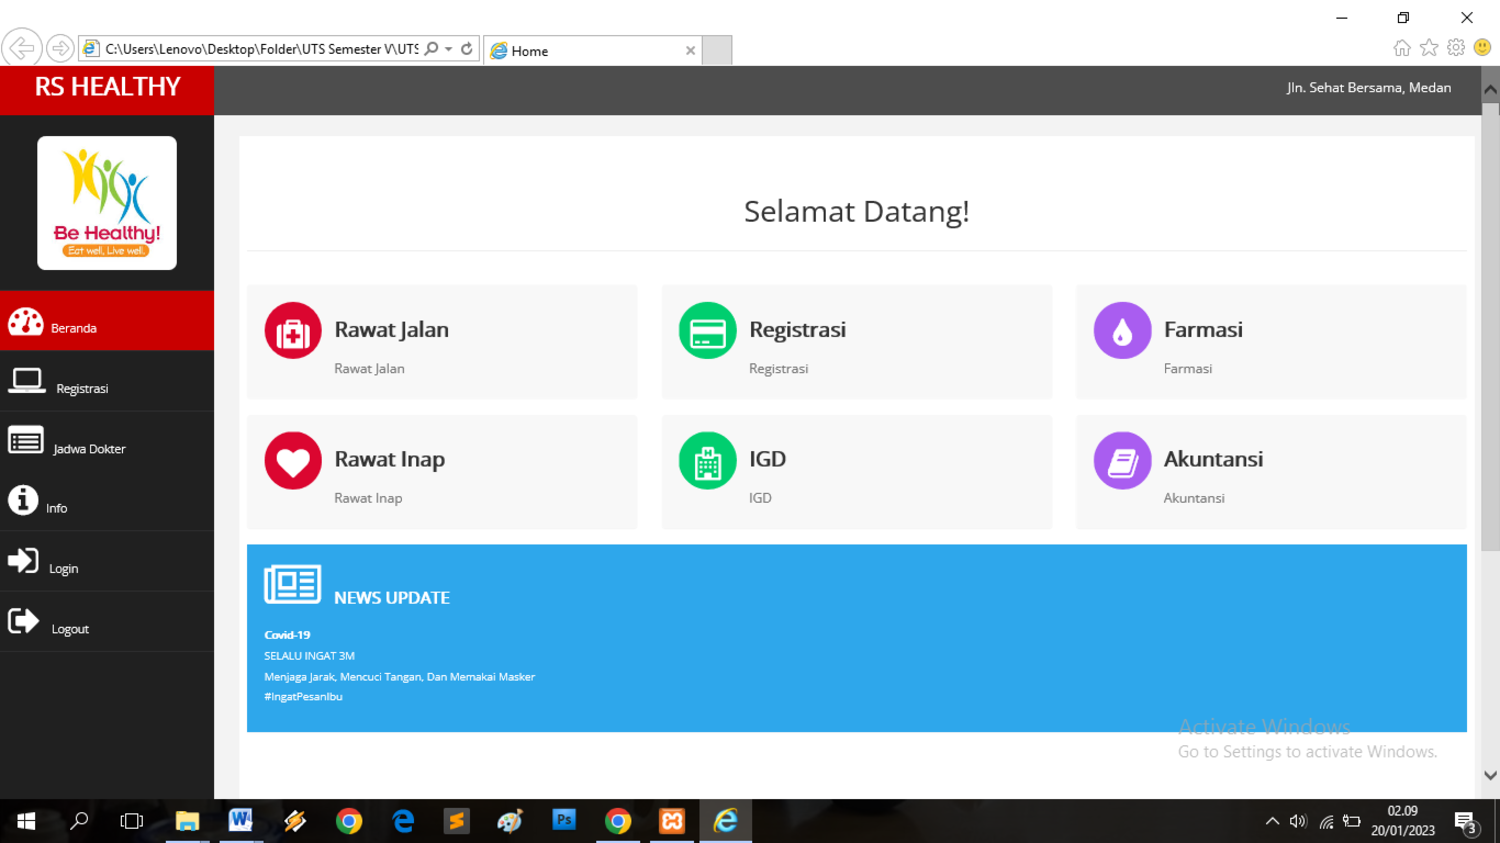 C:\Users\Lenovo\Desktop\Folder\UTS Semester V\UTS
Home
RS HEALTHY
Jln. Sehat Bersama, Medan
Be Healthy!
Eat well, Live well.
Selamat Datang!
Beranda
Registrasi
Jadwa Dokter
Info
Login
Logout
Rawat Jalan
Rawat Jalan
Registrasi
Registrasi
Farmasi
Farmasi
Rawat Inap
Rawat Inap
IGD
IGD
Akuntansi
Akuntansi
NEWS UPDATE
Covid-19
SELALU INGAT 3M
Menjaga Jarak, Mencuci Tangan, Dan Memakai Masker
#IngatPesanIbu
Activate Windows
Go to Settings to activate Windows.
Ps
02.09
20/01/2023
3